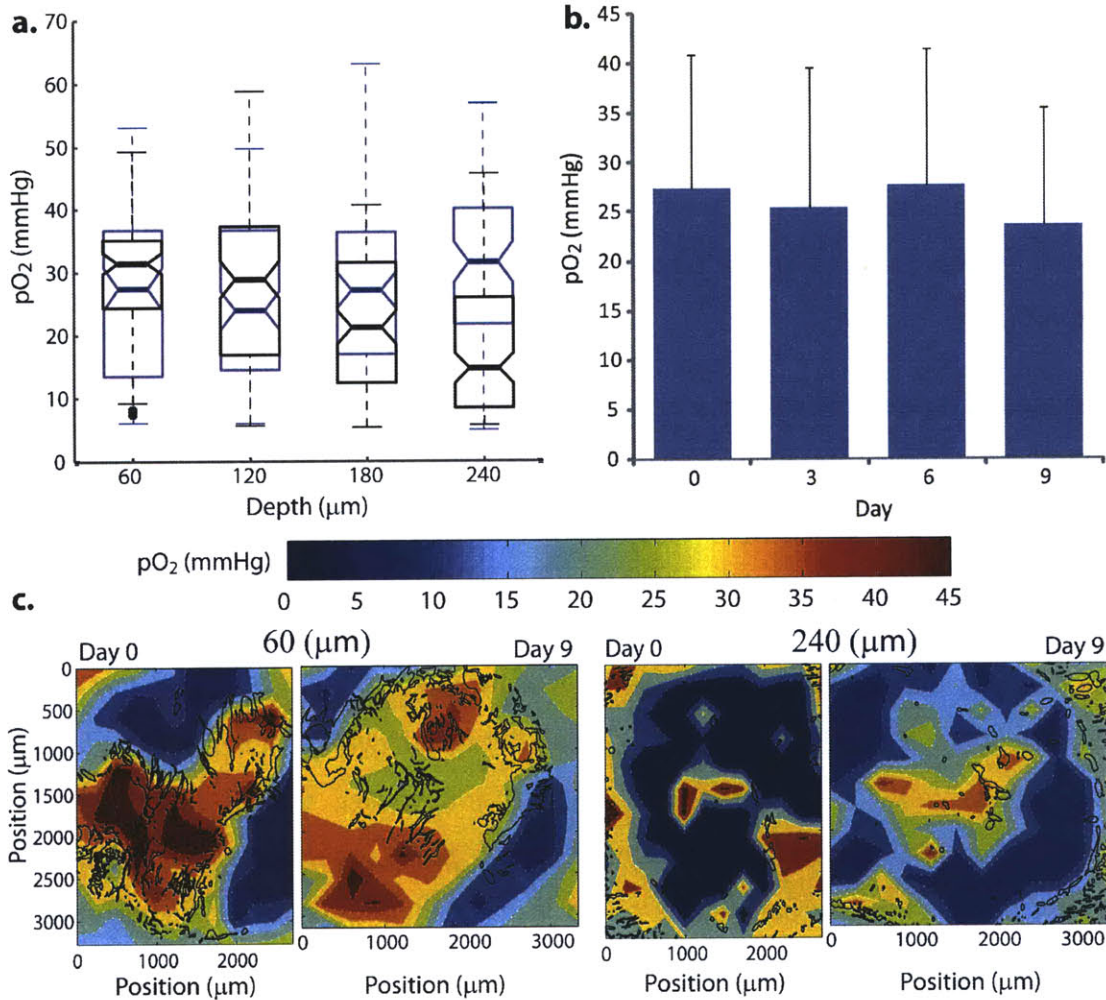 a.
70
60
50
40
30
20
10
0
pO₂ (mmHg)
60 120 180 240
Depth (μm)
b.
45
40
35
30
25
20
15
10
5
0
pO₂ (mmHg)
0 3 6 9
Day
pO₂ (mmHg)
0 5 10 15 20 25 30 35 40 45
c.
Day 0 60 (μm) Day 9
Day 0 240 (μm) Day 9
0
500
1000
1500
2000
2500
3000
Position (μm)
0 1000 2000
Position (μm)
0 1000 2000 3000
Position (μm)
0 1000 2000
Position (μm)
0 1000 2000 3000
Position (μm)